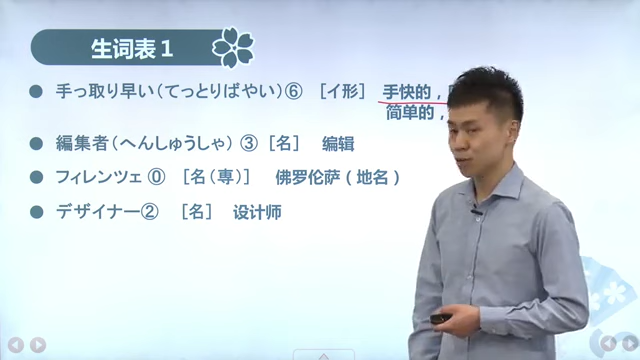 生词表1
手っ取り早い（てっとりばやい）⑥ ［イ形］ 手快的，
简单的，
編集者（へんしゅうしゃ） ③［名］ 编辑
フィレンツェ ⓪ ［名（専）］ 佛罗伦萨（地名）
デザイナー② ［名］ 设计师